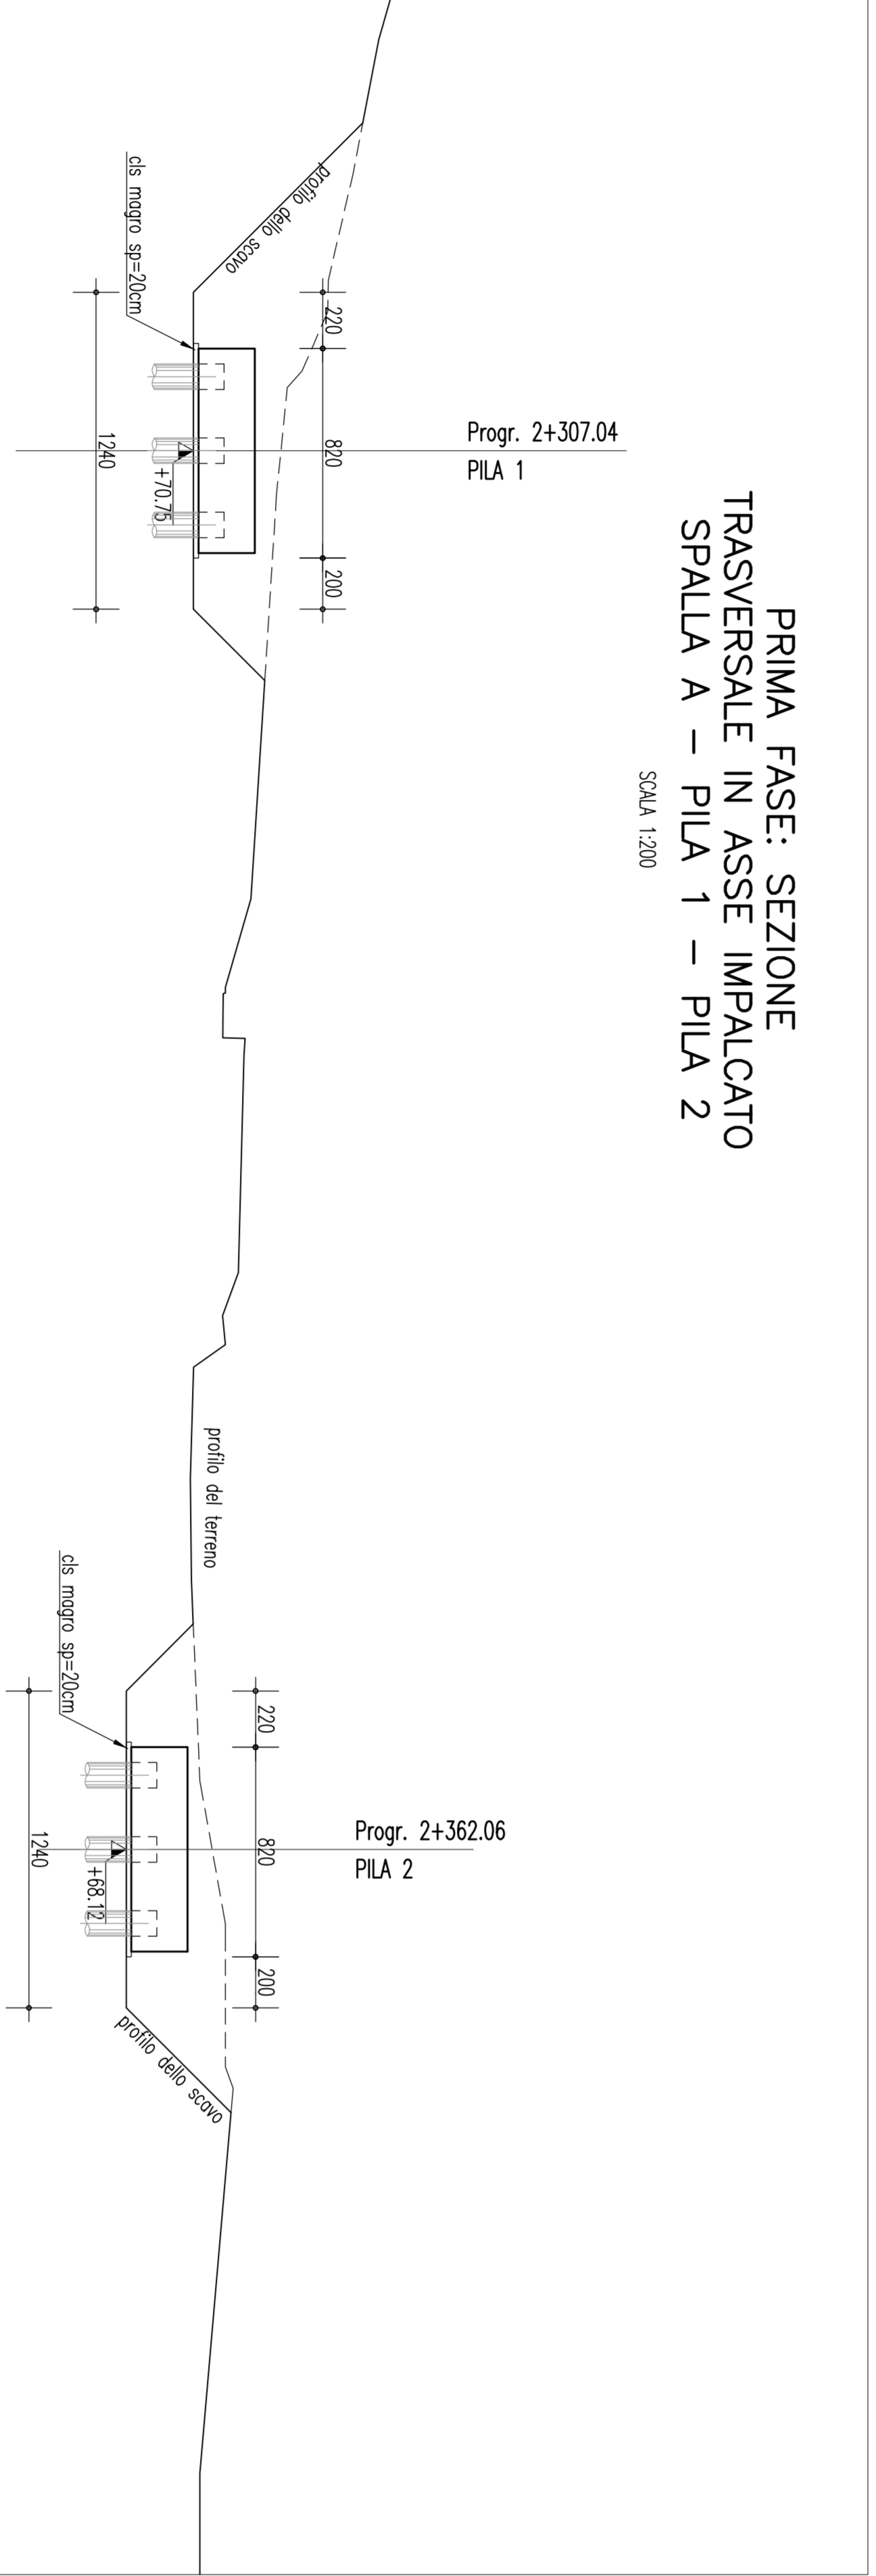 PRIMA FASE: SEZIONE
TRASVERSALE IN ASSE IMPALCATO
SPALLA A – PILA 1 – PILA 2
SCALA 1:200
Progr. 2+307.04
PILA 1
220
820
200
profilo dello scavo
cls magro sp=20cm
+70.75
1240
profilo del terreno
Progr. 2+362.06
PILA 2
220
820
200
cls magro sp=20cm
+68.12
profilo dello scavo
1240